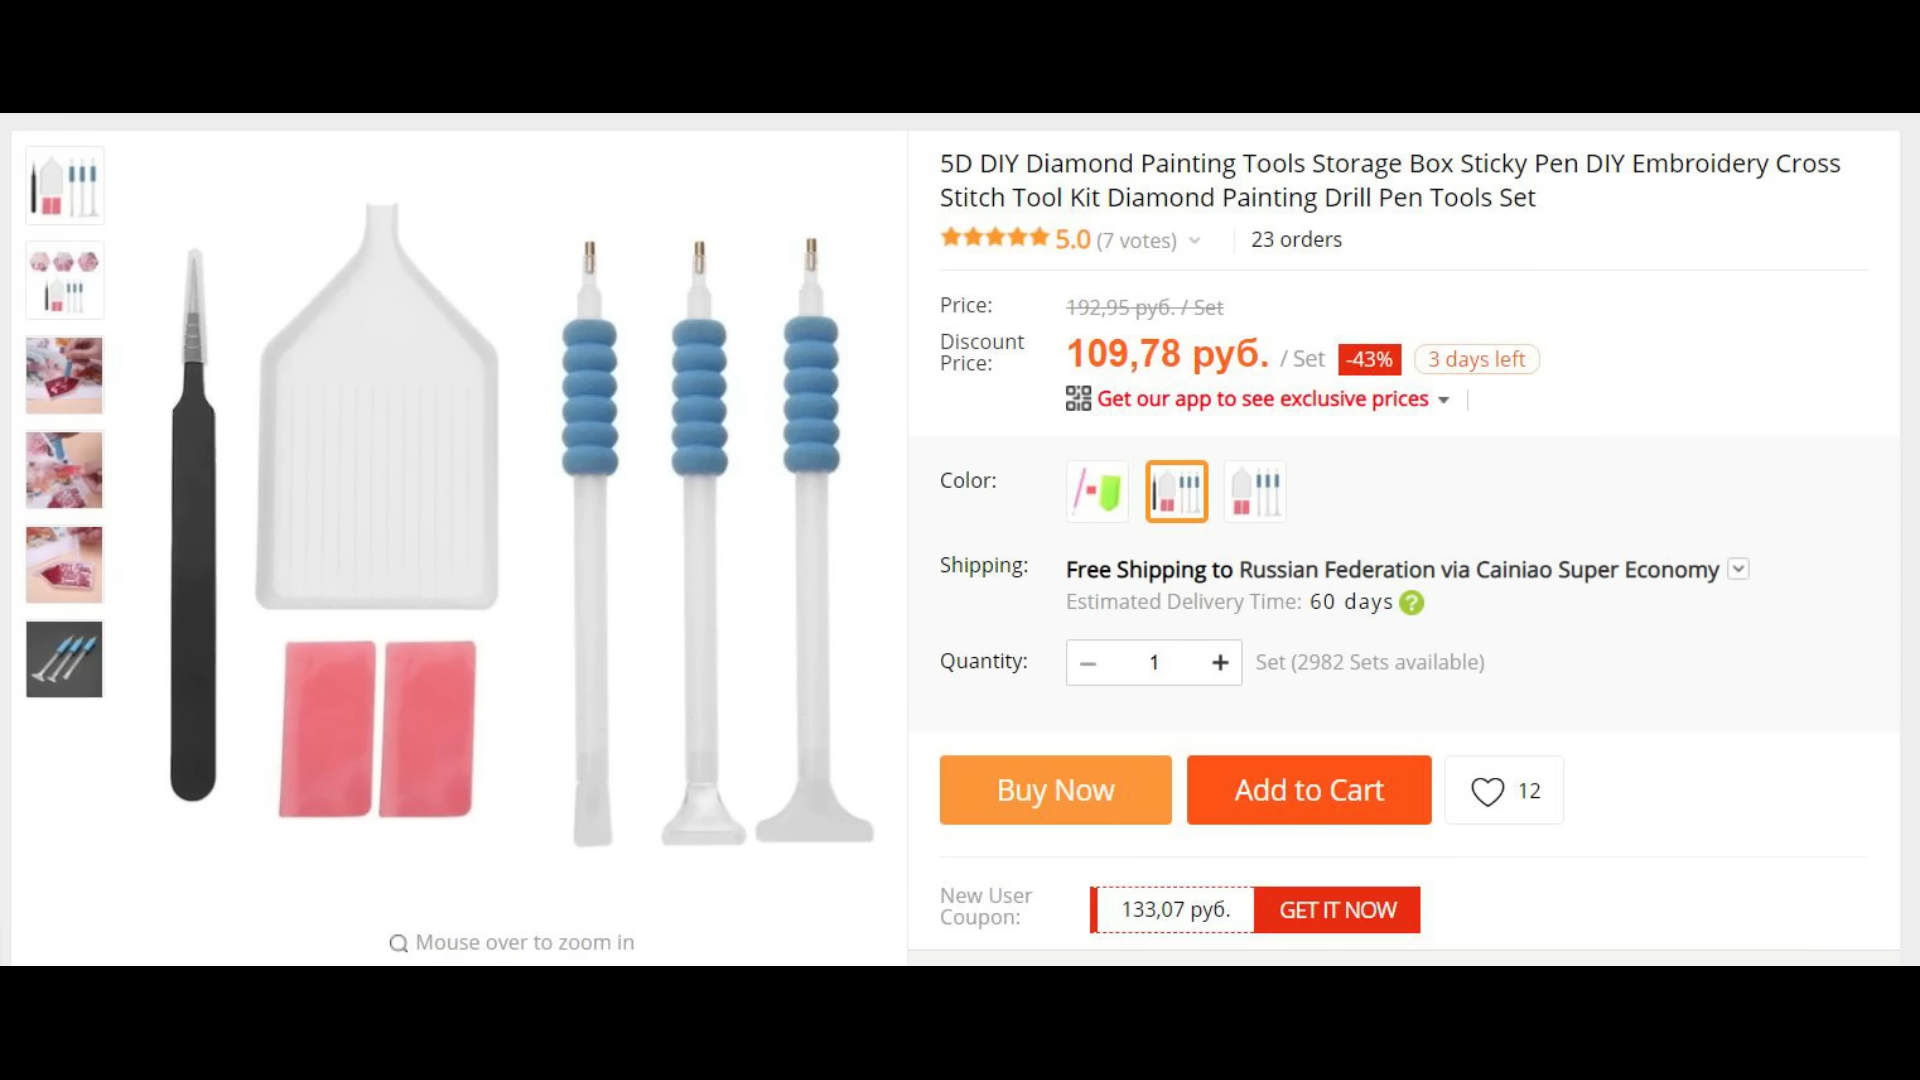 5D DIY Diamond Painting Tools Storage Box Sticky Pen DIY Embroidery Cross
Stitch Tool Kit Diamond Painting Drill Pen Tools Set
5.0 (7 votes)
23 orders
Price:
192,95 руб. / Set
Discount
Price:
109,78 руб. / Set -43% 3 days left
Get our app to see exclusive prices
Color:
Shipping:
Free Shipping to Russian Federation via Cainiao Super Economy
Estimated Delivery Time: 60 days ?
Quantity:
− 1 + Set (2982 Sets available)
Buy Now
Add to Cart
12
New User
Coupon:
133,07 руб.
GET IT NOW
Mouse over to zoom in